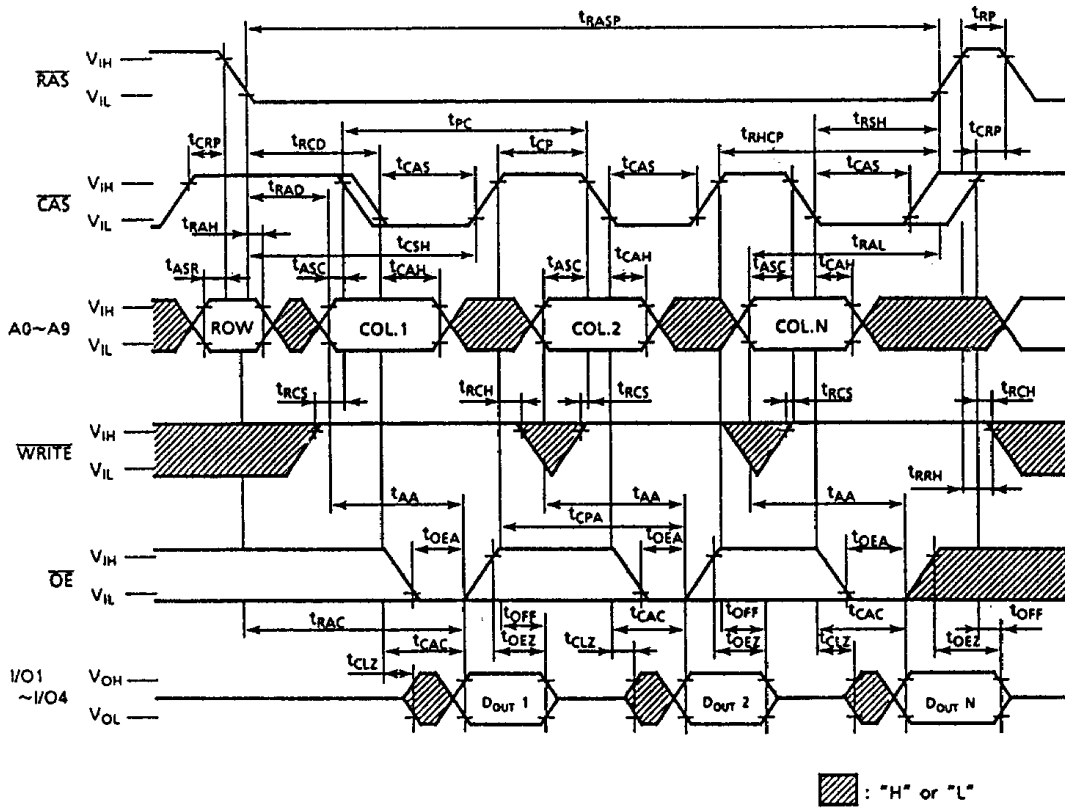 tRASP tRP
RAS VIH
VIL
tPC tRSH
tCRP tRCD tCP tRHCP tCRP
tCAS tCAS tCAS
CAS VIH
VIL
tRAD
tRAH tCSH tRAL
tASR tASC tCAH tASC tCAH tASC tCAH
A0~A9 VIH
VIL
ROW COL.1 COL.2 COL.N
tRCS tRCH tRCS tRCS tRCH
WRITE VIH
VIL
tRRH
tAA tAA tAA
tCPA
tOEA tOEA tOEA
OE VIH
VIL
tRAC tOFF tCAC tOFF tCAC tOFF
tCAC tOEZ tCLZ tOEZ tCLZ tOEZ
tCLZ
I/O1
~I/O4
VOH
VOL
DOUT 1 DOUT 2 DOUT N
: "H" or "L"